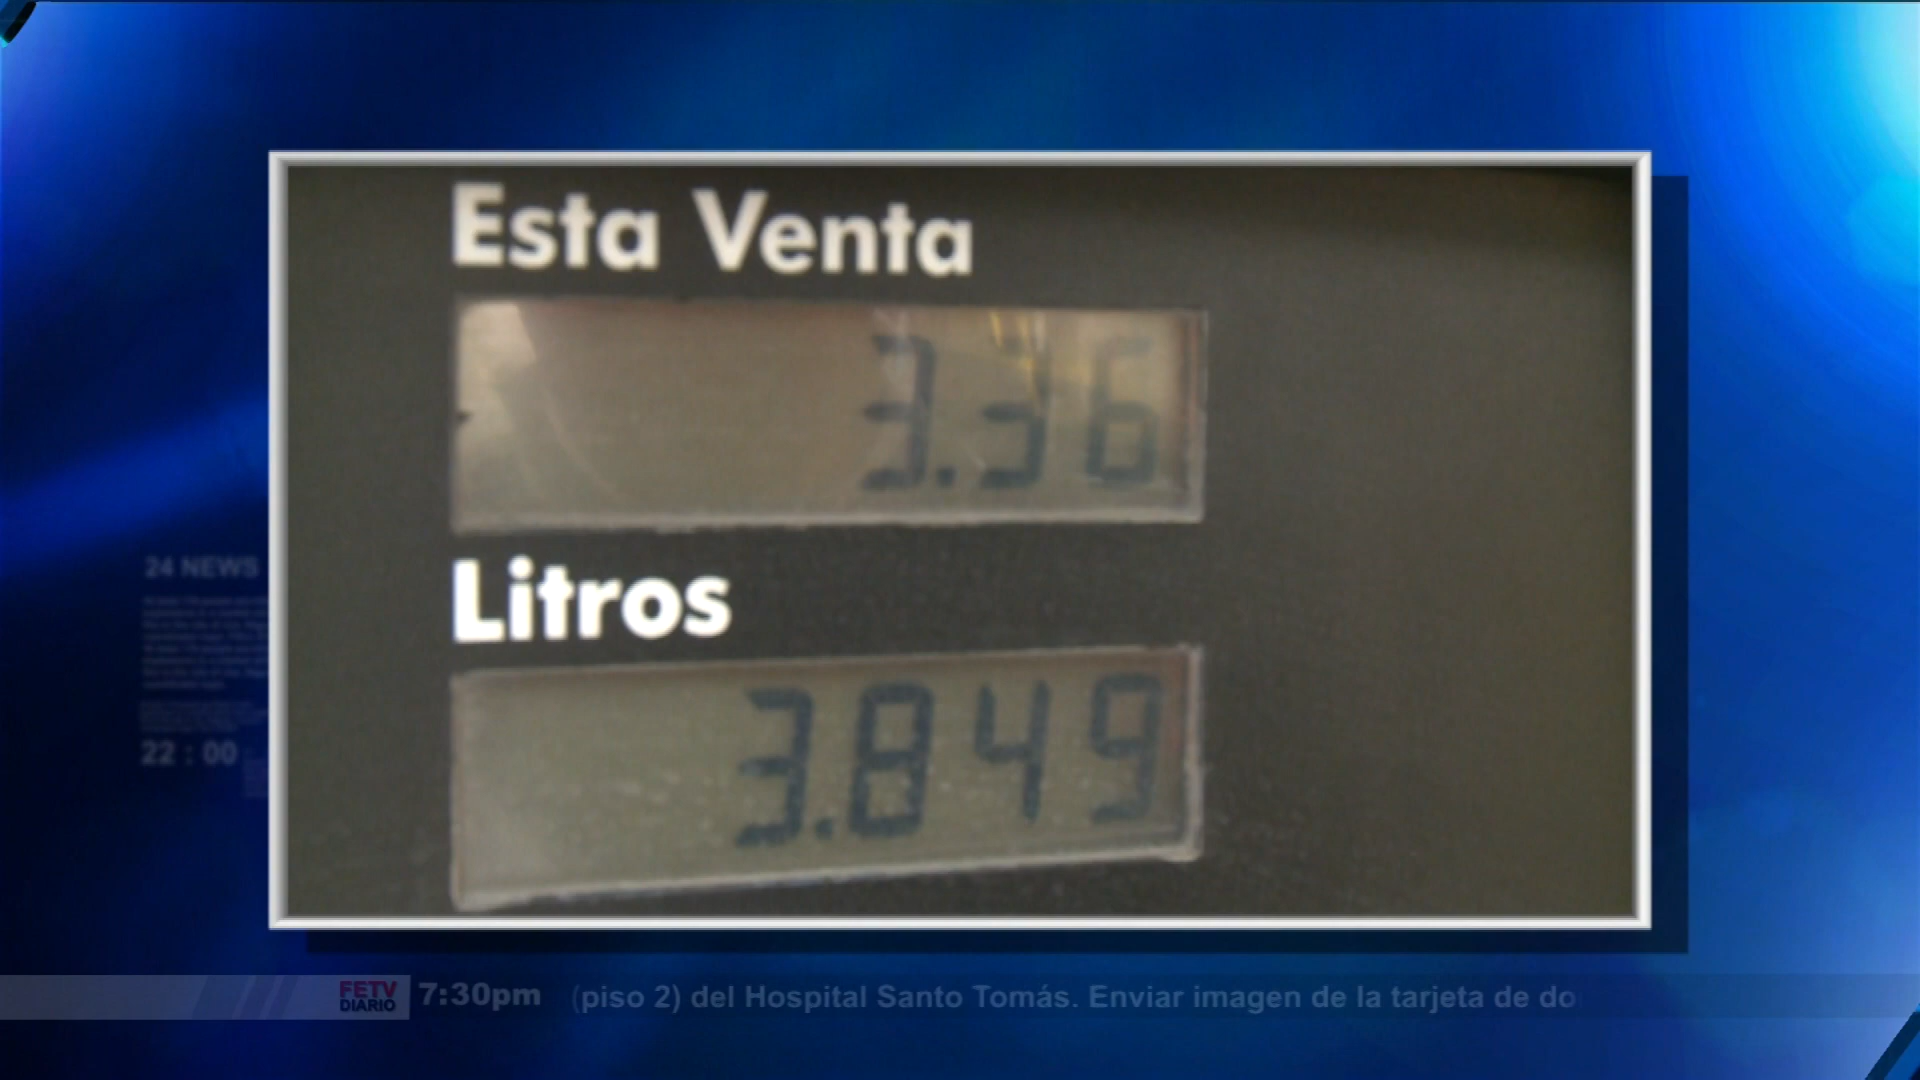 Esta Venta
3.36
Litros
3.849
24 NEWS
22 : 00
FETV
DIARIO
7:30pm
(piso 2) del Hospital Santo Tomás. Enviar imagen de la tarjeta de do